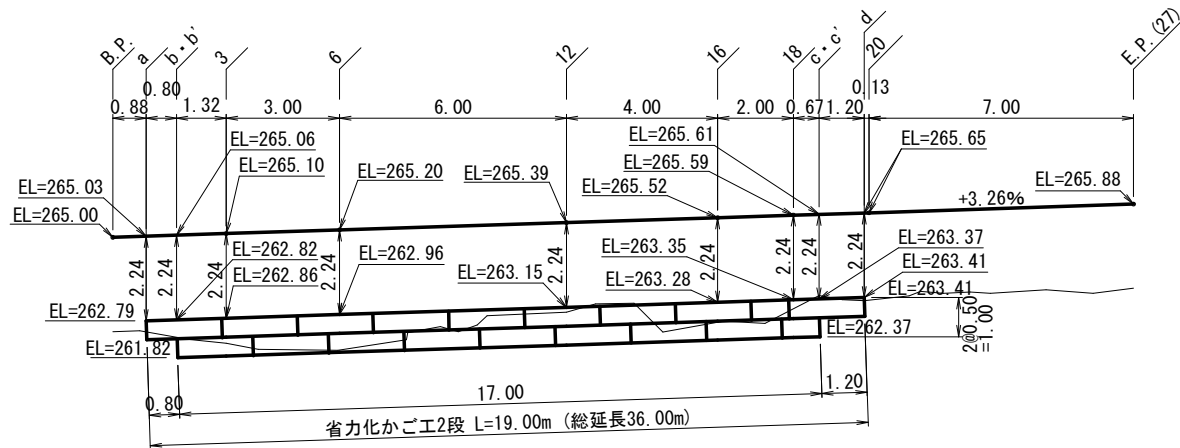 B.P.
a
b・b'
3
6
12
16
18
c・c'
d
20
E.P.(27)
0.88
0.80
1.32
3.00
6.00
4.00
2.00
0.67
1.20
0.13
7.00
EL=265.03
EL=265.00
EL=265.06
EL=265.10
EL=265.20
EL=265.39
EL=265.52
EL=265.59
EL=265.61
EL=265.65
EL=265.88
+3.26%
2.24
2.24
2.24
2.24
2.24
2.24
2.24
2.24
2.24
EL=262.79
EL=262.82
EL=262.86
EL=262.96
EL=263.15
EL=263.28
EL=263.35
EL=263.37
EL=263.41
EL=263.41
EL=261.82
EL=262.37
2@0.50
=1.00
0.80
17.00
1.20
省力化かご工2段 L=19.00m (総延長36.00m)